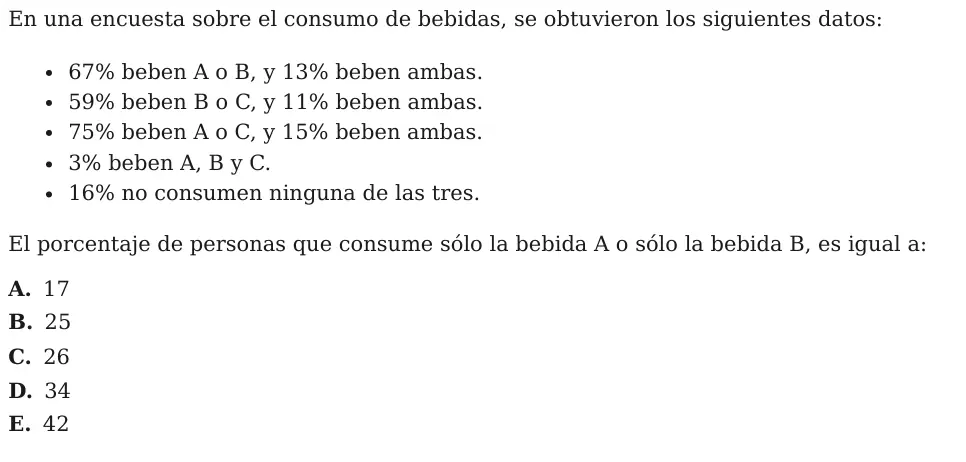 En una encuesta sobre el consumo de bebidas, se obtuvieron los siguientes datos:
• 67% beben A o B, y 13% beben ambas.
• 59% beben B o C, y 11% beben ambas.
• 75% beben A o C, y 15% beben ambas.
• 3% beben A, B y C.
• 16% no consumen ninguna de las tres.
El porcentaje de personas que consume sólo la bebida A o sólo la bebida B, es igual a:
A. 17
B. 25
C. 26
D. 34
E. 42